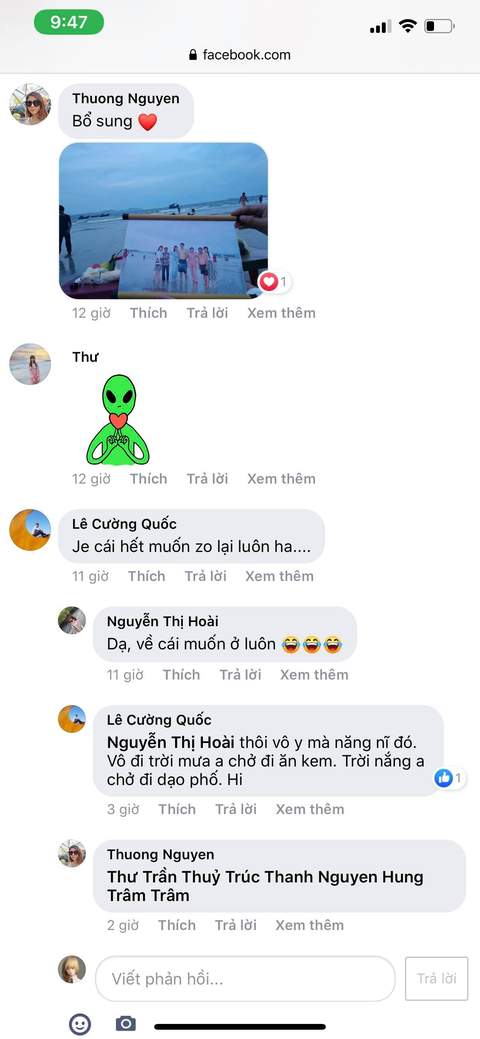 9:47
facebook.com
Thuong Nguyen
Bổ sung
1
12 giờ Thích Trả lời Xem thêm
Thư
12 giờ Thích Trả lời Xem thêm
Lê Cường Quốc
Je cái hết muốn zo lại luôn ha....
11 giờ Thích Trả lời Xem thêm
Nguyễn Thị Hoài
Dạ, về cái muốn ở luôn 😂😂😂
11 giờ Thích Trả lời Xem thêm
Lê Cường Quốc
Nguyễn Thị Hoài thôi vô y mà năng nĩ đó.
Vô đi trời mưa a chở đi ăn kem. Trời nắng a
chở đi dạo phố. Hi
1
3 giờ Thích Trả lời Xem thêm
Thuong Nguyen
Thư Trần Thuỷ Trúc Thanh Nguyen Hung
Trâm Trâm
2 giờ Thích Trả lời Xem thêm
Viết phản hồi...
Trả lời